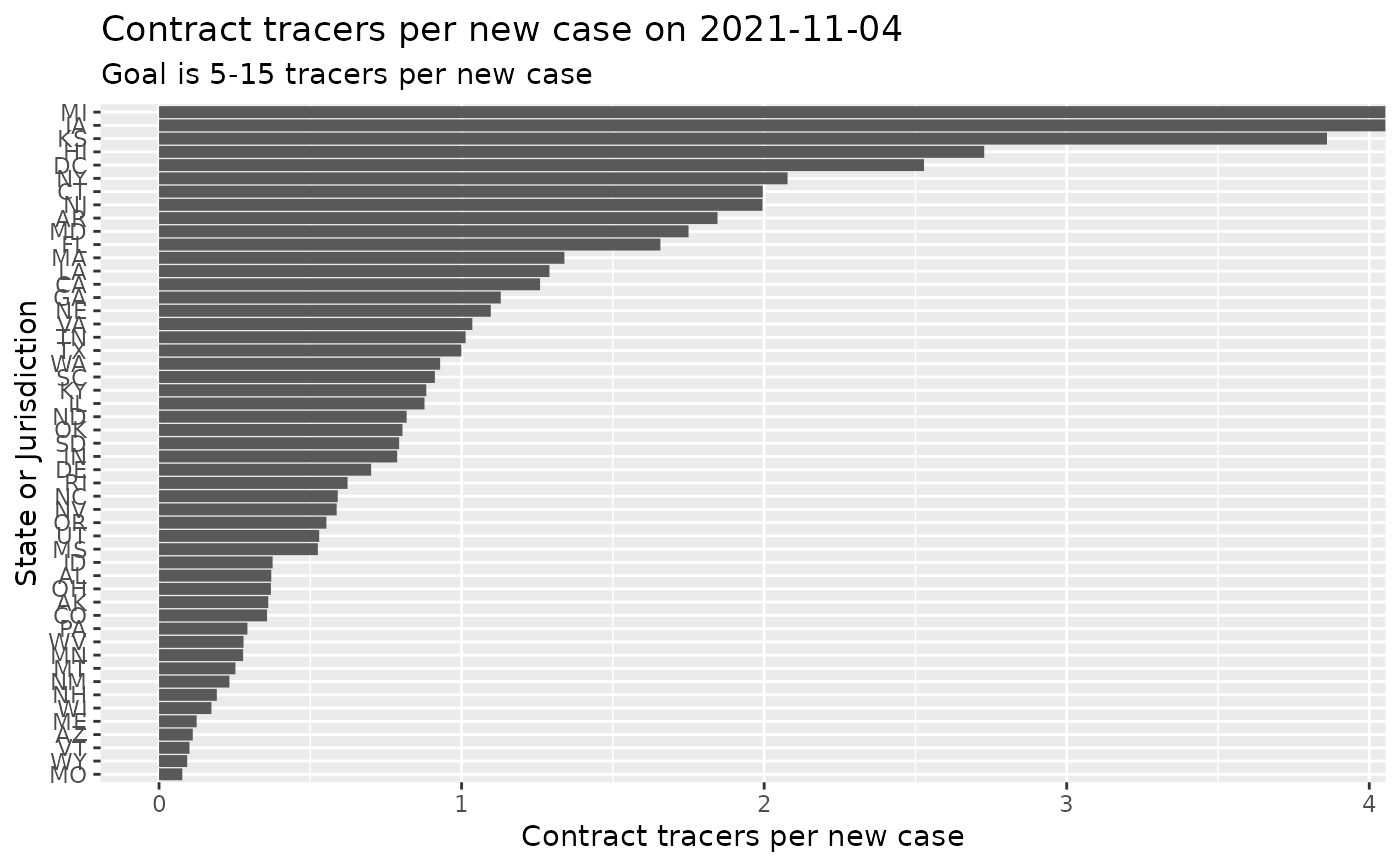 Contract tracers per new case on 2021-11-04
Goal is 5-15 tracers per new case
State or Jurisdiction
MI
IA
KS
HI
DC
NY
CT
NJ
AR
MD
FL
MA
LA
CA
GA
NE
VA
TN
TX
WA
SC
KY
IL
ND
OK
SD
IN
DE
RI
NC
NV
OR
UT
MS
ID
AL
OH
AK
CO
PA
WV
MN
MT
NM
NH
WI
ME
AZ
VT
WY
MO
0 1 2 3 4
Contract tracers per new case